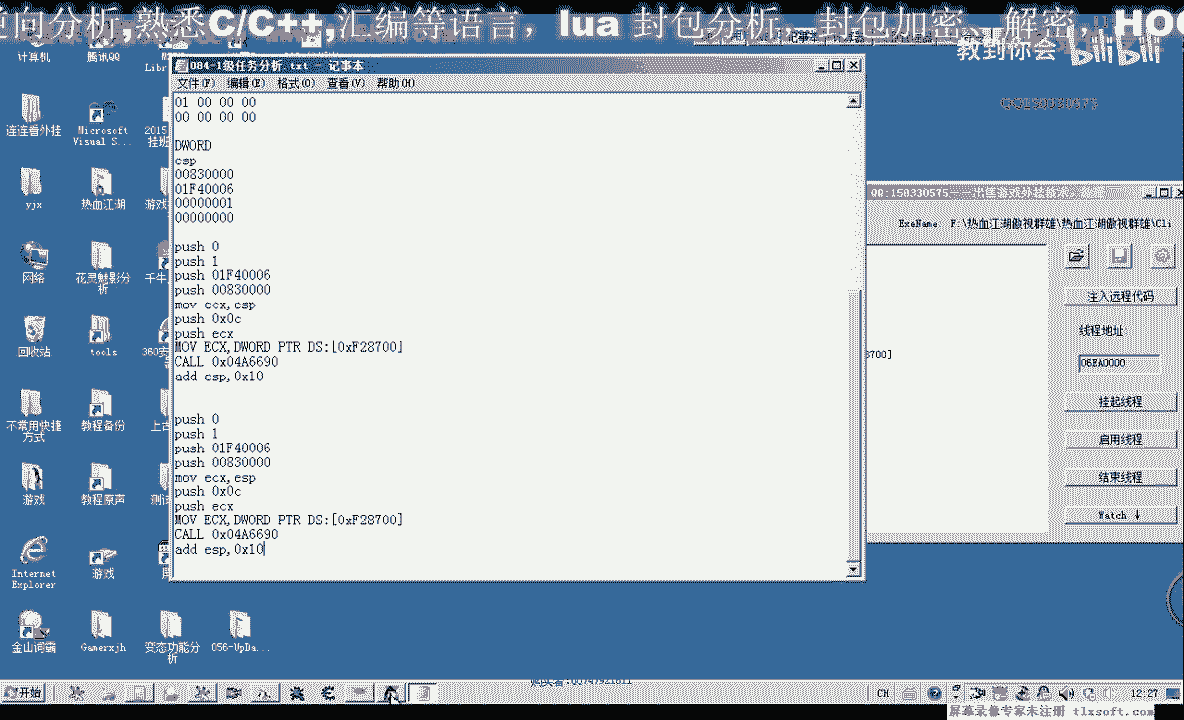 逆向分析,熟悉C/C++,汇编等语言，lua 封包分析，封包加密，解密，HOO
教到你会 bilibili
计算机
腾讯QQ
Libr
084-1级任务分析.txt - 记事本
文件(F) 编辑(E) 格式(O) 查看(V) 帮助(H)
01 00 00 00
00 00 00 00
DWORD
esp
00830000
01F40006
00000001
00000000
push 0
push 1
push 01F40006
push 00830000
mov ecx,esp
push 0x0c
push ecx
MOV ECX,DWORD PTR DS:[0xF28700]
CALL 0x04A6690
add esp,0x10
push 0
push 1
push 01F40006
push 00830000
mov ecx,esp
push 0x0c
push ecx
MOV ECX,DWORD PTR DS:[0xF28700]
CALL 0x04A6690
add esp,0x10
连连看外挂
Microsoft Visual S...
2015
挂班
yjx
热血江湖
游戏
网络
花灵魅影分析
千牛
回收站
tools
360安
不常用快捷方式
教程备份
上古
游戏
教程原声
测试
Internet Explorer
游戏
金山词霸
Gamerxjh
变态功能分析
056-UpDa...
QQ:150330575
ExeName F:\热血江湖傲视群雄\热血江湖傲视群雄\Cli
注入远程代码
线程地址:
06EA0000
8700]
挂起线程
启用线程
结束线程
Watch ↓
开始
CH
12:27
屏幕录像专家未注册 tlxsoft.com